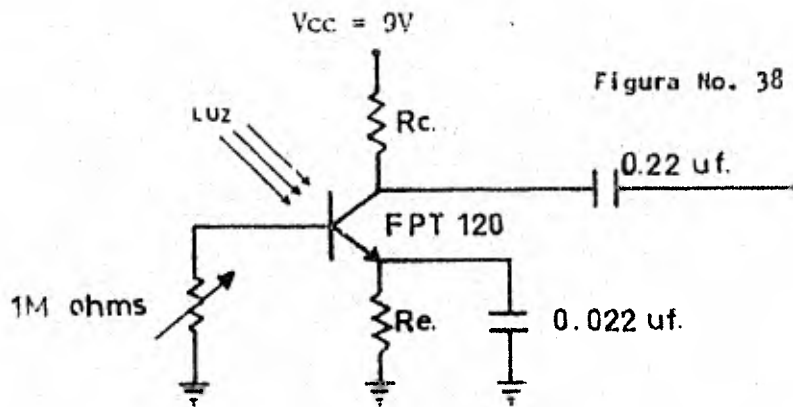 Vcc = 9V
Figura No. 38
LUZ
Rc.
0.22 uf.
FPT 120
1M ohms
Re.
0.022 uf.